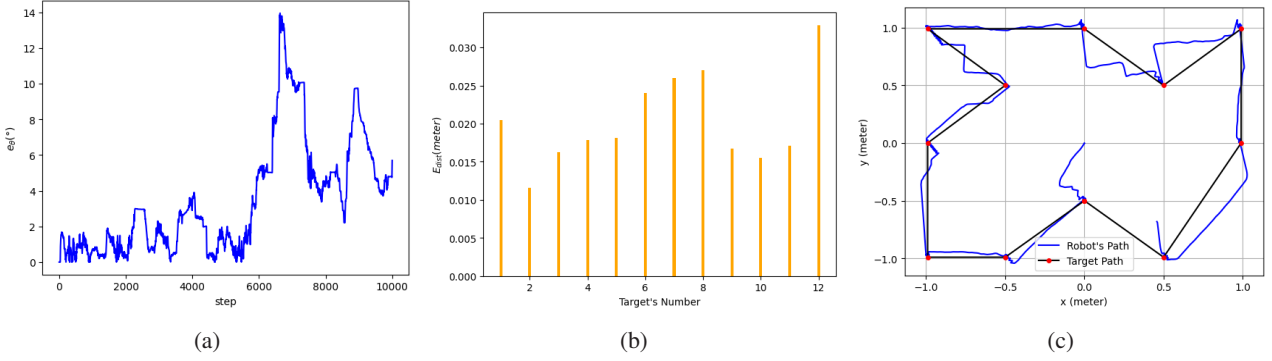 14
12
10
8
6
4
2
0
e_θ(°)
0 2000 4000 6000 8000 10000
step
(a)
0.030
0.025
0.020
0.015
0.010
0.005
0.000
E_dist(meter)
2 4 6 8 10 12
Target's Number
(b)
1.0
0.5
0.0
−0.5
−1.0
y (meter)
Robot's Path
Target Path
−1.0 −0.5 0.0 0.5 1.0
x (meter)
(c)